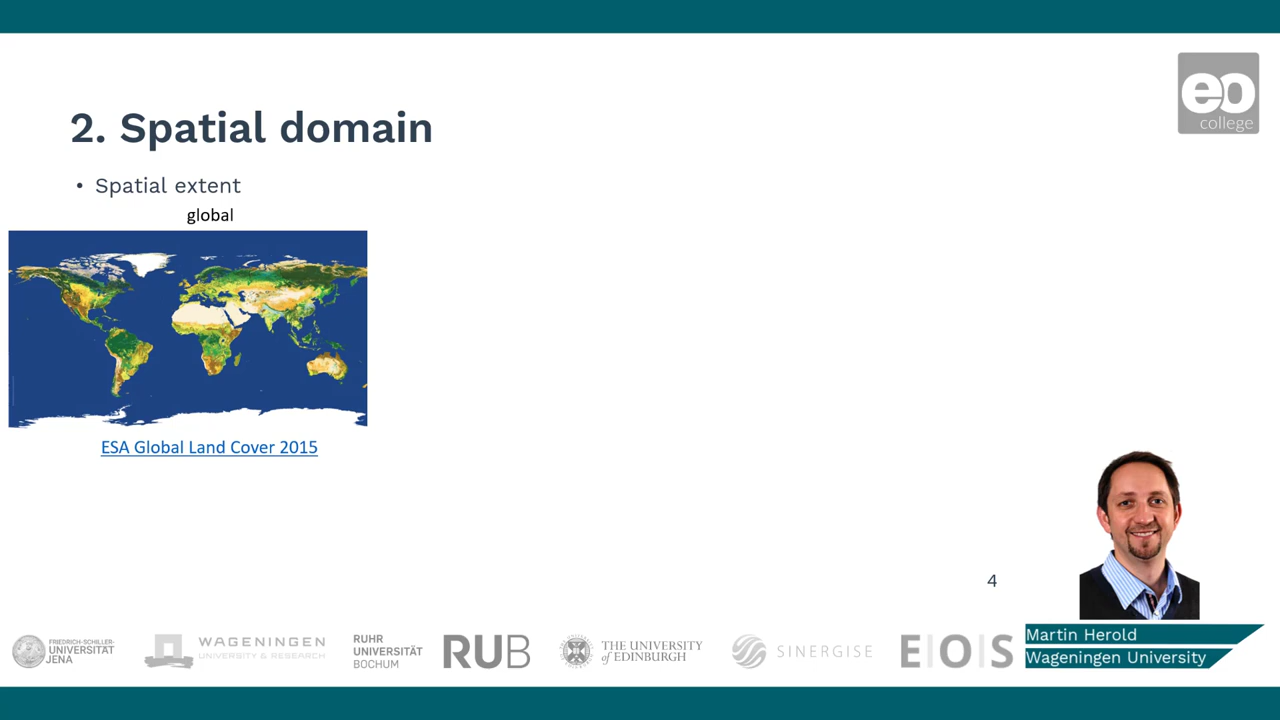 eo
college
2. Spatial domain
• Spatial extent
global
ESA Global Land Cover 2015
4
FRIEDRICH-SCHILLER-
UNIVERSITÄT
JENA
WAGENINGEN
UNIVERSITY & RESEARCH
RUHR
UNIVERSITÄT
BOCHUM
RUB
THE UNIVERSITY
of EDINBURGH
SINERGISE
E|O|S
Martin Herold
Wageningen University